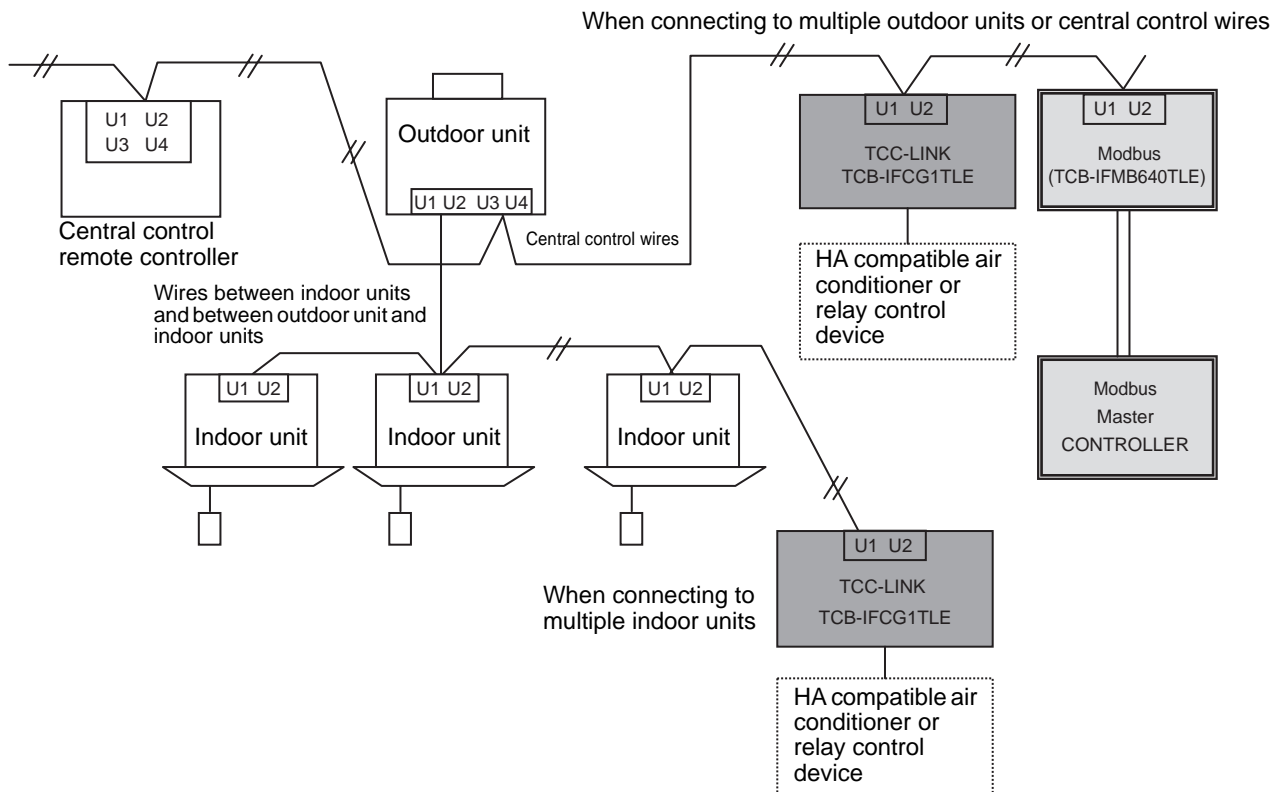 When connecting to multiple outdoor units or central control wires
U1 U2
U3 U4
Central control
remote controller
Outdoor unit
U1 U2 U3 U4
Central control wires
U1 U2
TCC-LINK
TCB-IFCG1TLE
HA compatible air
conditioner or
relay control
device
U1 U2
Modbus
(TCB-IFMB640TLE)
Modbus
Master
CONTROLLER
Wires between indoor units
and between outdoor unit and
indoor units
U1 U2
Indoor unit
U1 U2
Indoor unit
U1 U2
Indoor unit
When connecting to
multiple indoor units
U1 U2
TCC-LINK
TCB-IFCG1TLE
HA compatible air
conditioner or
relay control
device